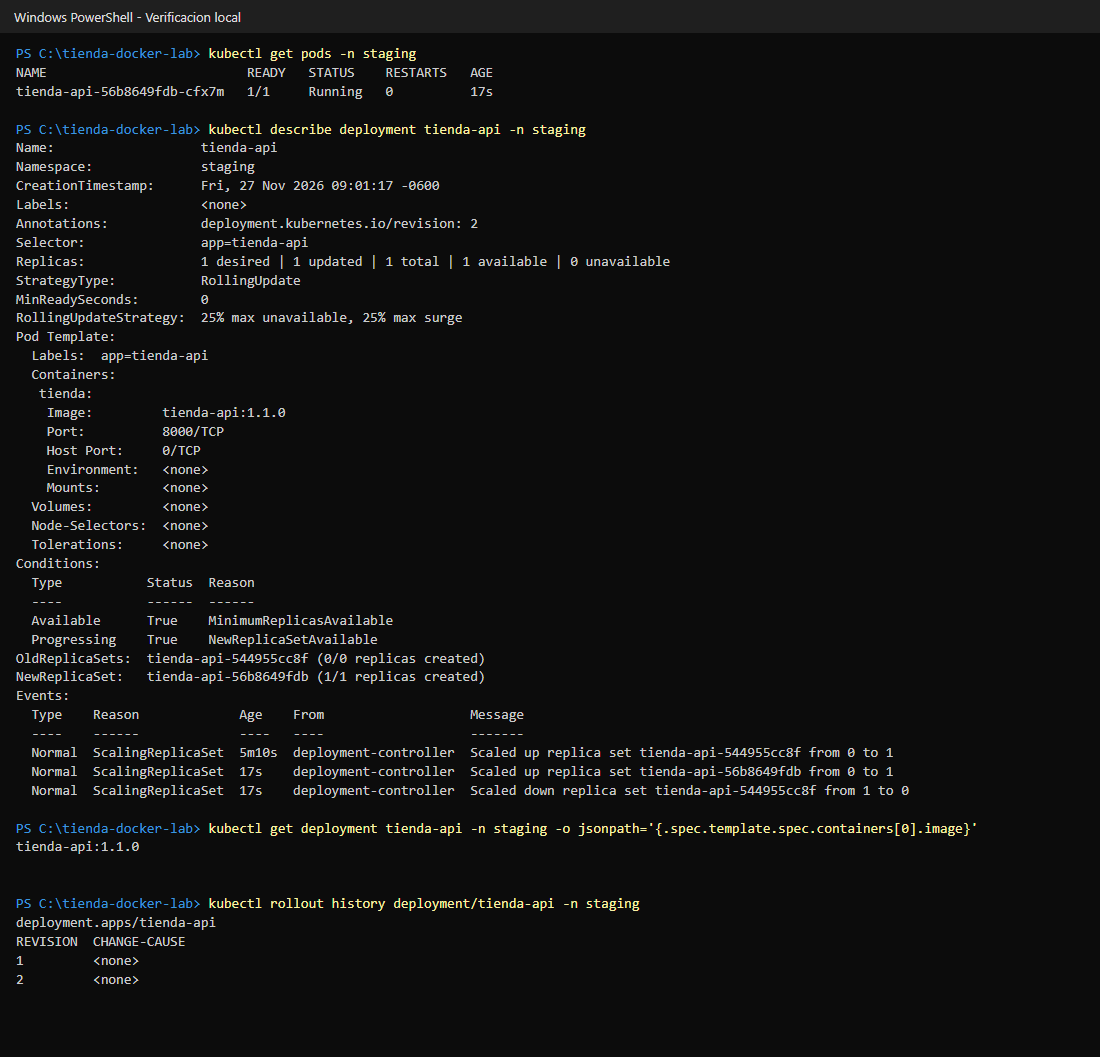 Windows PowerShell - Verificacion local
PS C:\tienda-docker-lab> kubectl get pods -n staging
NAME                          READY   STATUS    RESTARTS   AGE
tienda-api-56b8649fdb-cfx7m   1/1     Running   0          17s
PS C:\tienda-docker-lab> kubectl describe deployment tienda-api -n staging
Name:                   tienda-api
Namespace:              staging
CreationTimestamp:      Fri, 27 Nov 2026 09:01:17 -0600
Labels:                 <none>
Annotations:            deployment.kubernetes.io/revision: 2
Selector:               app=tienda-api
Replicas:               1 desired | 1 updated | 1 total | 1 available | 0 unavailable
StrategyType:           RollingUpdate
MinReadySeconds:        0
RollingUpdateStrategy:  25% max unavailable, 25% max surge
Pod Template:
  Labels:  app=tienda-api
  Containers:
   tienda:
    Image:         tienda-api:1.1.0
    Port:          8000/TCP
    Host Port:     0/TCP
    Environment:   <none>
    Mounts:        <none>
  Volumes:         <none>
  Node-Selectors:  <none>
  Tolerations:     <none>
Conditions:
  Type           Status  Reason
  ----           ------  ------
  Available      True    MinimumReplicasAvailable
  Progressing    True    NewReplicaSetAvailable
OldReplicaSets:  tienda-api-544955cc8f (0/0 replicas created)
NewReplicaSet:   tienda-api-56b8649fdb (1/1 replicas created)
Events:
  Type    Reason             Age    From                   Message
  ----    ------             ----   ----                   -------
  Normal  ScalingReplicaSet  5m10s  deployment-controller  Scaled up replica set tienda-api-544955cc8f from 0 to 1
  Normal  ScalingReplicaSet  17s    deployment-controller  Scaled up replica set tienda-api-56b8649fdb from 0 to 1
  Normal  ScalingReplicaSet  17s    deployment-controller  Scaled down replica set tienda-api-544955cc8f from 1 to 0
PS C:\tienda-docker-lab> kubectl get deployment tienda-api -n staging -o jsonpath='{.spec.template.spec.containers[0].image}'
tienda-api:1.1.0
PS C:\tienda-docker-lab> kubectl rollout history deployment/tienda-api -n staging
deployment.apps/tienda-api
REVISION  CHANGE-CAUSE
1         <none>
2         <none>